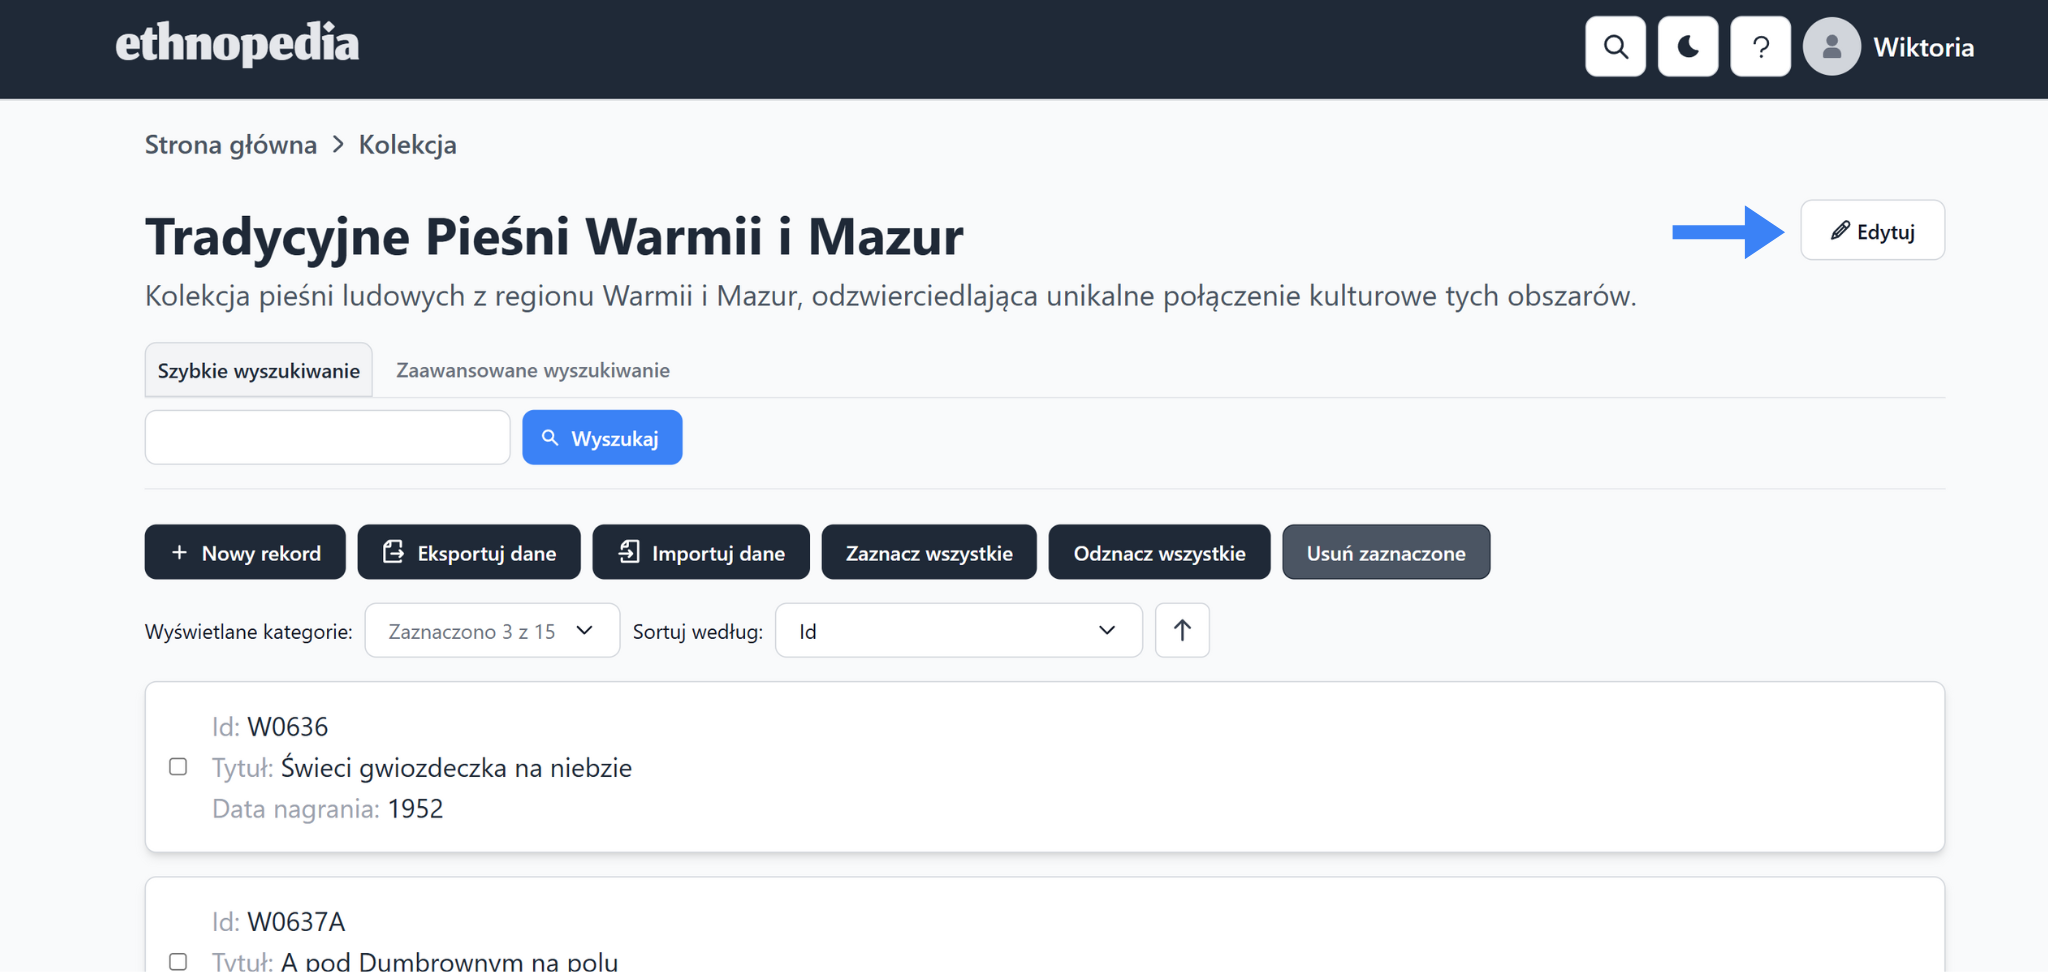 ethnopedia
?
Wiktoria
Strona główna > Kolekcja
Tradycyjne Pieśni Warmii i Mazur
Edytuj
Kolekcja pieśni ludowych z regionu Warmii i Mazur, odzwierciedlająca unikalne połączenie kulturowe tych obszarów.
Szybkie wyszukiwanie Zaawansowane wyszukiwanie
Wyszukaj
+ Nowy rekord Eksportuj dane Importuj dane Zaznacz wszystkie Odznacz wszystkie Usuń zaznaczone
Wyświetlane kategorie: Zaznaczono 3 z 15 Sortuj według: Id
Id: W0636
Tytuł: Świeci gwiozdeczka na niebzie
Data nagrania: 1952
Id: W0637A
Tytuł: A pod Dumbrownym na polu